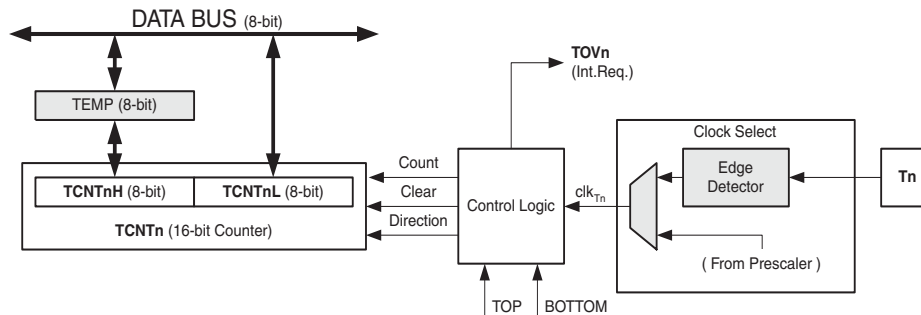 DATA BUS (8-bit)
TOVn
(Int.Req.)
TEMP (8-bit)
Clock Select
Count
Edge
Detector
Tn
TCNTnH (8-bit) TCNTnL (8-bit)
Clear
Control Logic
clkTn
TCNTn (16-bit Counter)
Direction
( From Prescaler )
TOP
BOTTOM